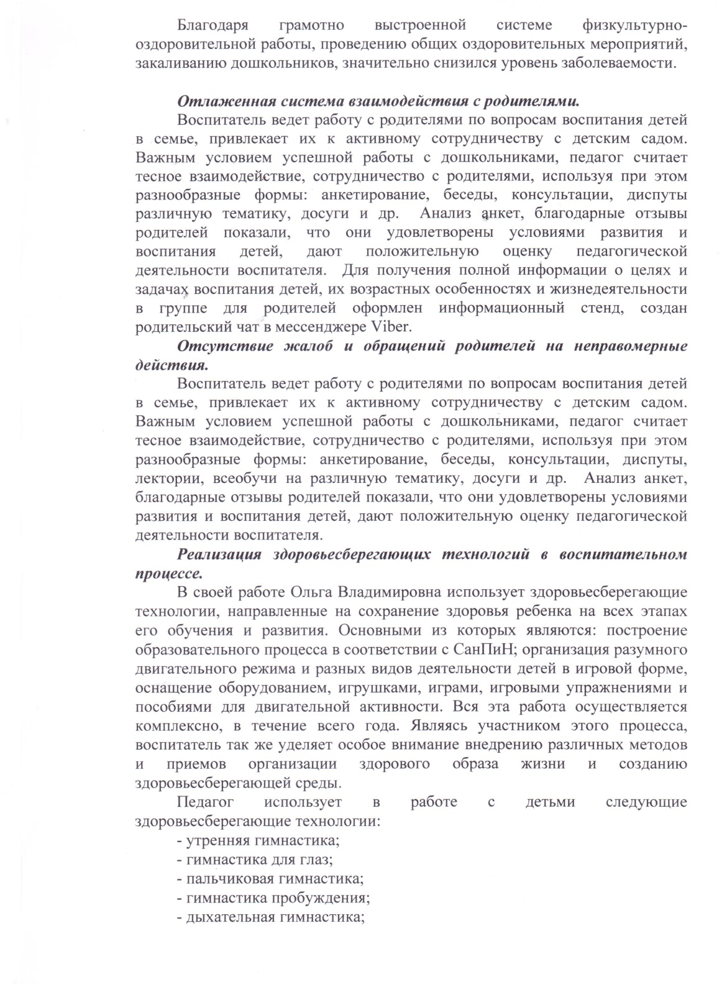 Благодаря грамотно выстроенной системе физкультурно-
оздоровительной работы, проведению общих оздоровительных мероприятий,
закаливанию дошкольников, значительно снизился уровень заболеваемости.
Отлаженная система взаимодействия с родителями.
Воспитатель ведет работу с родителями по вопросам воспитания детей
в семье, привлекает их к активному сотрудничеству с детским садом.
Важным условием успешной работы с дошкольниками, педагог считает
тесное взаимодействие, сотрудничество с родителями, используя при этом
разнообразные формы: анкетирование, беседы, консультации, диспуты
различную тематику, досуги и др. Анализ анкет, благодарные отзывы
родителей показали, что они удовлетворены условиями развития и
воспитания детей, дают положительную оценку педагогической
деятельности воспитателя. Для получения полной информации о целях и
задачах воспитания детей, их возрастных особенностях и жизнедеятельности
в группе для родителей оформлен информационный стенд, создан
родительский чат в мессенджере Viber.
Отсутствие жалоб и обращений родителей на неправомерные
действия.
Воспитатель ведет работу с родителями по вопросам воспитания детей
в семье, привлекает их к активному сотрудничеству с детским садом.
Важным условием успешной работы с дошкольниками, педагог считает
тесное взаимодействие, сотрудничество с родителями, используя при этом
разнообразные формы: анкетирование, беседы, консультации, диспуты,
лектории, всеобучи на различную тематику, досуги и др. Анализ анкет,
благодарные отзывы родителей показали, что они удовлетворены условиями
развития и воспитания детей, дают положительную оценку педагогической
деятельности воспитателя.
Реализация здоровьесберегающих технологий в воспитательном
процессе.
В своей работе Ольга Владимировна использует здоровьесберегающие
технологии, направленные на сохранение здоровья ребенка на всех этапах
его обучения и развития. Основными из которых являются: построение
образовательного процесса в соответствии с СанПиН; организация разумного
двигательного режима и разных видов деятельности детей в игровой форме,
оснащение оборудованием, игрушками, играми, игровыми упражнениями и
пособиями для двигательной активности. Вся эта работа осуществляется
комплексно, в течение всего года. Являясь участником этого процесса,
воспитатель так же уделяет особое внимание внедрению различных методов
и приемов организации здорового образа жизни и созданию
здоровьесберегающей среды.
Педагог использует в работе с детьми следующие
здоровьесберегающие технологии:
- утренняя гимнастика;
- гимнастика для глаз;
- пальчиковая гимнастика;
- гимнастика пробуждения;
- дыхательная гимнастика;